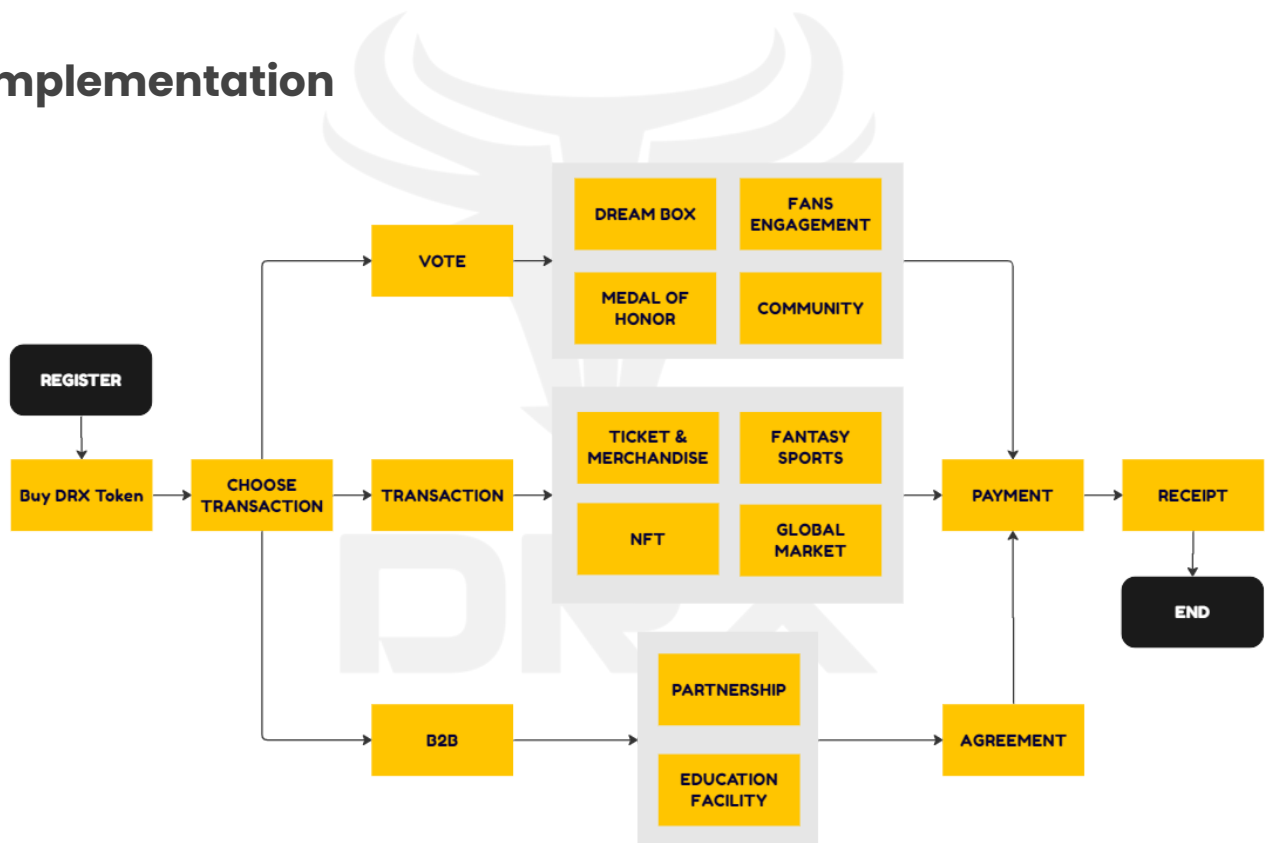 mplementation
DREAM BOX
FANS
ENGAGEMENT
VOTE
MEDAL OF
HONOR
COMMUNITY
REGISTER
TICKET &
MERCHANDISE
FANTASY
SPORTS
Buy DRX Token
CHOOSE
TRANSACTION
TRANSACTION
NFT
GLOBAL
MARKET
PAYMENT
RECEIPT
DRX
END
PARTNERSHIP
B2B
EDUCATION
FACILITY
AGREEMENT